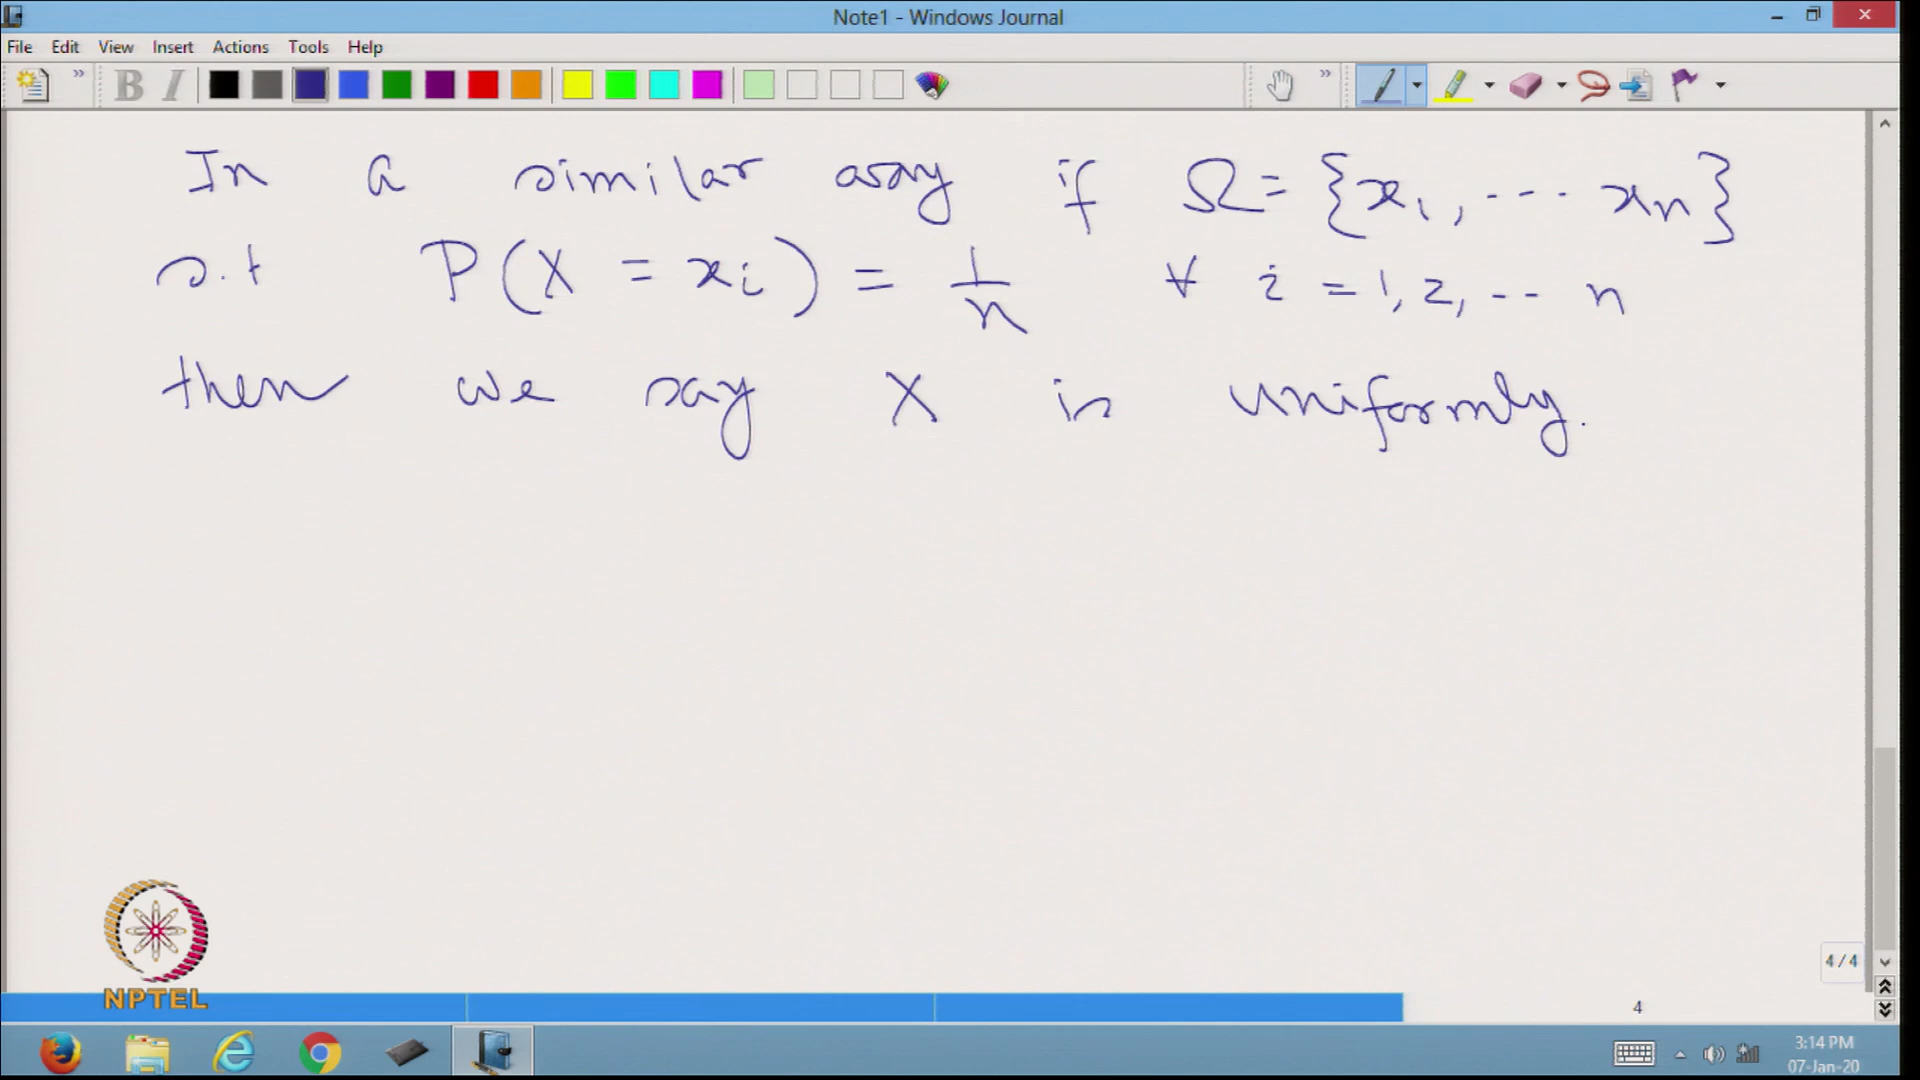 Note1 - Windows Journal
File Edit View Insert Actions Tools Help
B I
In a similar way if Ω = {x₁, --- xn}
s.t P(X = xi) = 1/n ∀ i = 1, 2, -- n
then we say X is uniformly.
4 / 4
NPTEL
4
3:14 PM
07-Jan-20